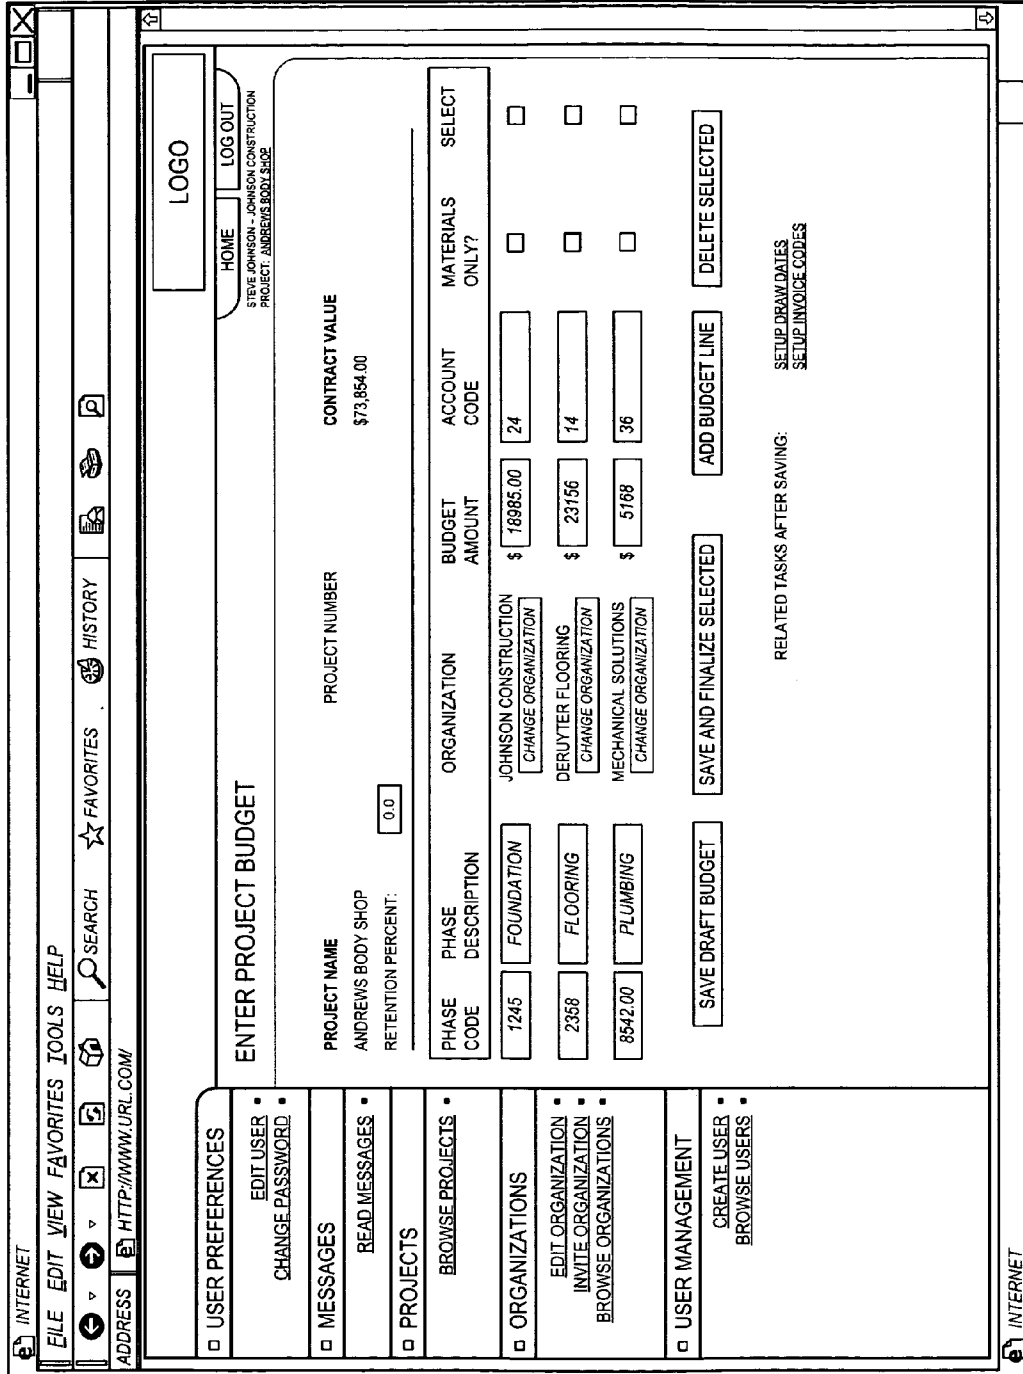 INTERNET
FILE EDIT VIEW FAVORITES TOOLS HELP
SEARCH FAVORITES HISTORY
ADDRESS HTTP://WWW.URL.COM/
LOGO
HOME LOG OUT
STEVE JOHNSON – JOHNSON CONSTRUCTION
PROJECT: ANDREWS BODY SHOP
USER PREFERENCES
EDIT USER
CHANGE PASSWORD
MESSAGES
READ MESSAGES
PROJECTS
BROWSE PROJECTS
ORGANIZATIONS
EDIT ORGANIZATION
INVITE ORGANIZATION
BROWSE ORGANIZATIONS
USER MANAGEMENT
CREATE USER
BROWSE USERS
ENTER PROJECT BUDGET
PROJECT NAME PROJECT NUMBER CONTRACT VALUE
ANDREWS BODY SHOP $73,854.00
RETENTION PERCENT: 0.0
PHASE CODE PHASE DESCRIPTION ORGANIZATION BUDGET AMOUNT ACCOUNT CODE MATERIALS ONLY? SELECT
JOHNSON CONSTRUCTION
1245 FOUNDATION CHANGE ORGANIZATION $ 18985.00 24
DERUYTER FLOORING
2358 FLOORING CHANGE ORGANIZATION $ 23156 14
MECHANICAL SOLUTIONS
8542.00 PLUMBING CHANGE ORGANIZATION $ 5168 36
SAVE DRAFT BUDGET SAVE AND FINALIZE SELECTED ADD BUDGET LINE DELETE SELECTED
RELATED TASKS AFTER SAVING: SETUP DRAW DATES
SETUP INVOICE CODES
INTERNET